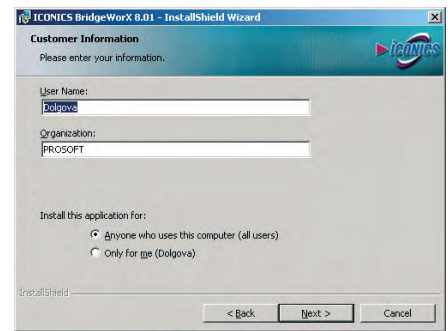 ICONICS BridgeWorX 8.01 - InstallShield Wizard
Customer Information
Please enter your information.
ICONICS
User Name:
Dolgova
Organization:
PROSOFT
Install this application for:
Anyone who uses this computer (all users)
Only for me (Dolgova)
InstallShield
< Back
Next >
Cancel